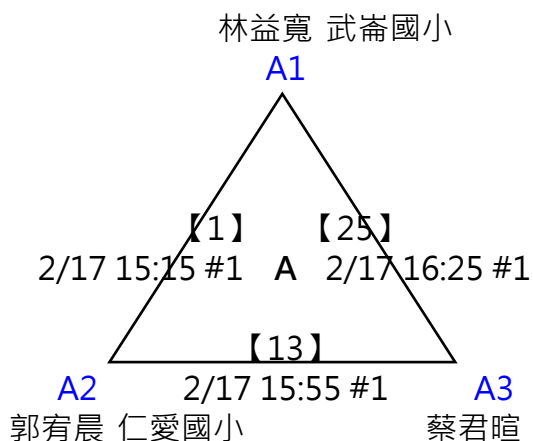 林益寬 武崙國小
A1
【1】 【25】
2/17 15:15 #1 A 2/17 16:25 #1
【13】
A2 2/17 15:55 #1 A3
郭宥晨 仁愛國小 蔡君暄